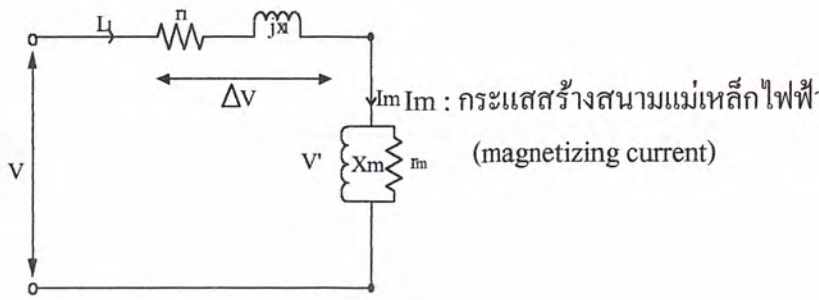 r1
jx1
ΔV
Im
Im : กระแสสร้างสนามแม่เหล็กไฟฟ้า
(magnetizing current)
V
V'
Xm
rm